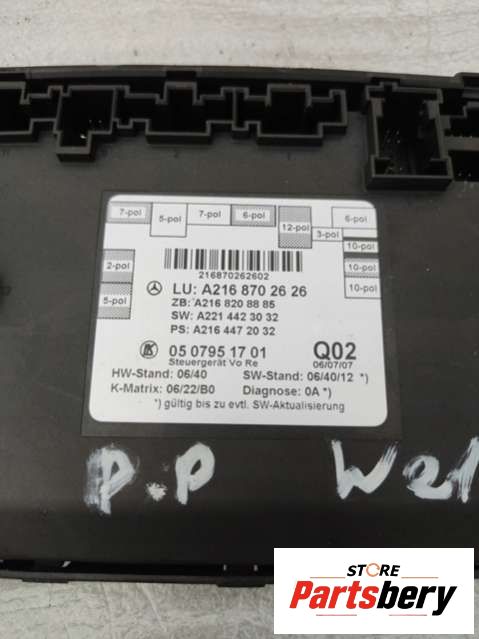 7-pol
5-pol
7-pol
6-pol
12-pol
3-pol
6-pol
10-pol
10-pol
10-pol
2-pol
5-pol
216870262602
LU: A216 870 26 26
ZB: A216 820 88 85
SW: A221 442 30 32
PS: A216 447 20 32
LK 05 0795 17 01 Q02
Steuergerät Vo Re 06/07/07
HW-Stand: 06/40 SW-Stand: 06/40/12 *)
K-Matrix: 06/22/B0 Diagnose: 0A *)
*) gültig bis zu evtl. SW-Aktualisierung
P.P
STORE
Partsbery